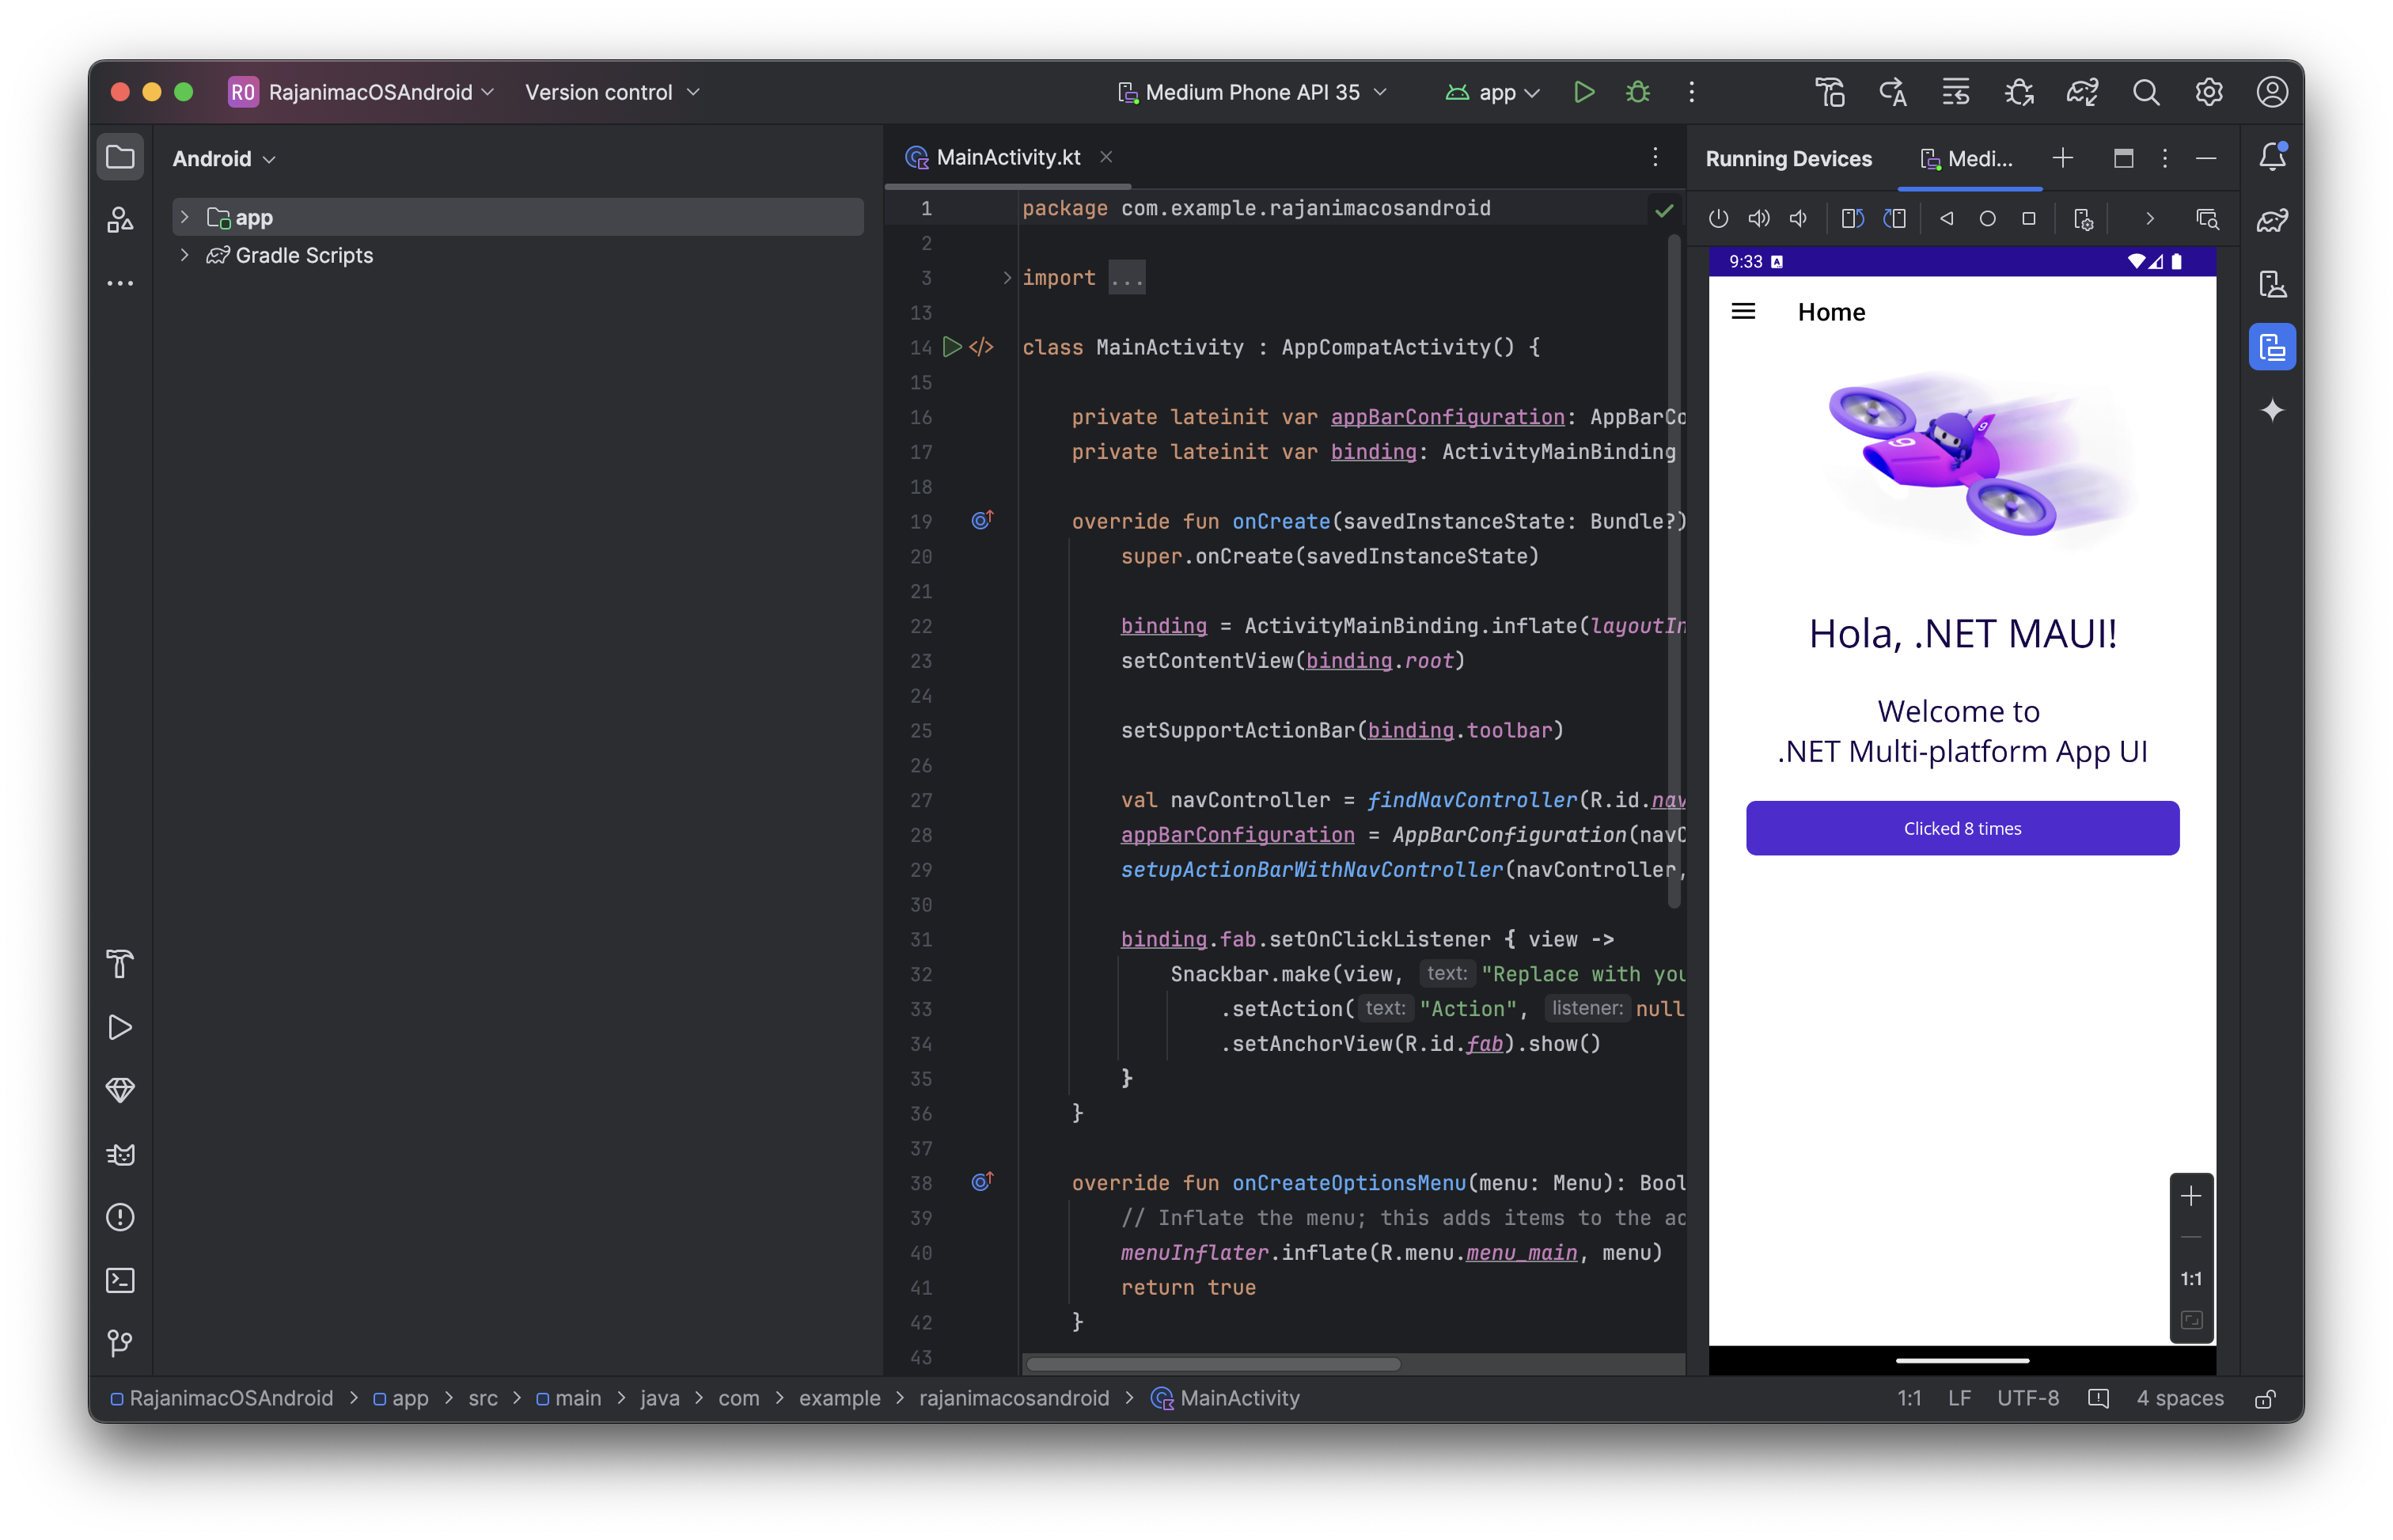 RO RajanimacOSAndroid Version control Medium Phone API 35 app
Android
app
Gradle Scripts
MainActivity.kt
1 package com.example.rajanimacosandroid
2
3 import ...
13
14 class MainActivity : AppCompatActivity() {
15
16 private lateinit var appBarConfiguration: AppBarCo
17 private lateinit var binding: ActivityMainBinding
18
19 override fun onCreate(savedInstanceState: Bundle?)
20 super.onCreate(savedInstanceState)
21
22 binding = ActivityMainBinding.inflate(layoutIn
23 setContentView(binding.root)
24
25 setSupportActionBar(binding.toolbar)
26
27 val navController = findNavController(R.id.nav
28 appBarConfiguration = AppBarConfiguration(navC
29 setupActionBarWithNavController(navController,
30
31 binding.fab.setOnClickListener { view ->
32 Snackbar.make(view, text: "Replace with you
33 .setAction( text: "Action", listener: null
34 .setAnchorView(R.id.fab).show()
35 }
36 }
37
38 override fun onCreateOptionsMenu(menu: Menu): Bool
39 // Inflate the menu; this adds items to the ac
40 menuInflater.inflate(R.menu.menu_main, menu)
41 return true
42 }
43
Running Devices Medi...
9:33 A
Home
9 9
Hola, .NET MAUI!
Welcome to
.NET Multi-platform App UI
Clicked 8 times
1:1
RajanimacOSAndroid > app > src > main > java > com > example > rajanimacosandroid > MainActivity
1:1 LF UTF-8 4 spaces